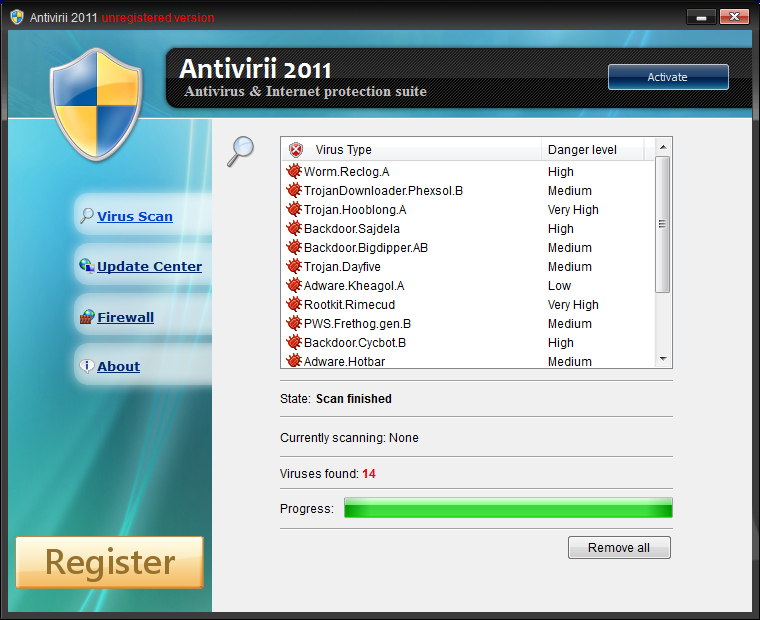 Antivirii 2011 unregistered version
Antivirii 2011
Antivirus & Internet protection suite
Activate
Virus Scan
Update Center
Firewall
About
Register
Virus Type Danger level
Worm.Reclog.A High
TrojanDownloader.Phexsol.B Medium
Trojan.Hooblong.A Very High
Backdoor.Sajdela High
Backdoor.Bigdipper.AB Medium
Trojan.Dayfive Medium
Adware.Kheagol.A Low
Rootkit.Rimecud Very High
PWS.Frethog.gen.B Medium
Backdoor.Cycbot.B High
Adware.Hotbar Medium
State: Scan finished
Currently scanning: None
Viruses found: 14
Progress:
Remove all